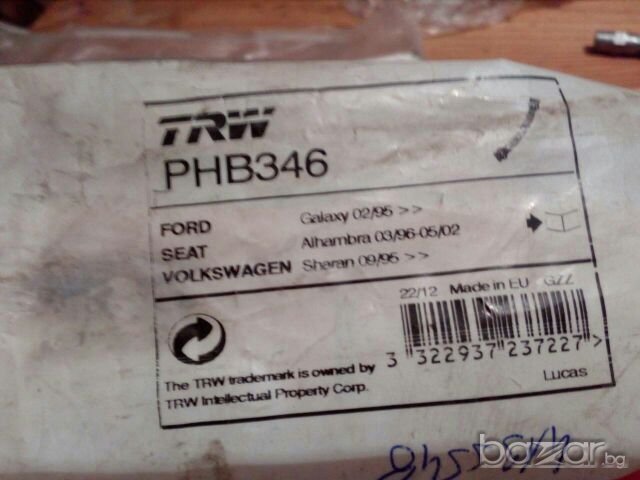 TRW
PHB346
FORD Galaxy 02/95 >>
SEAT Alhambra 03/96-05/02
VOLKSWAGEN Sharan 09/95 >>
22/12 Made in EU GZZ
3 322937 237227 >
Lucas
The TRW trademark is owned by
TRW Intellectual Property Corp.
bazar.bg